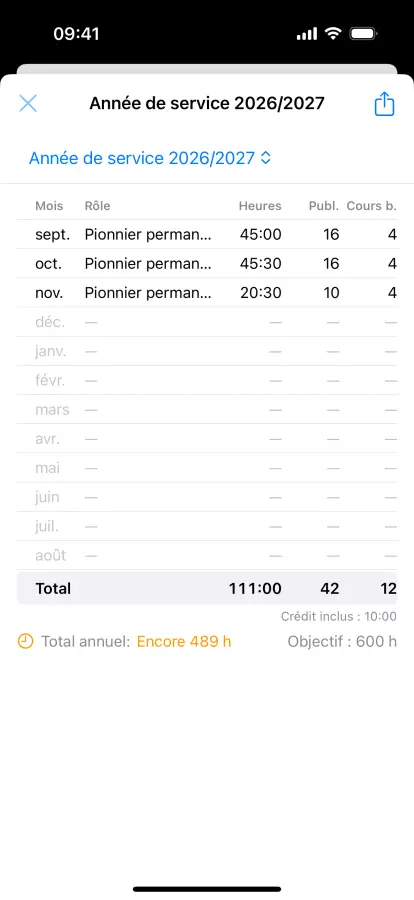 09:41
Année de service 2026/2027
Année de service 2026/2027
Mois Rôle Heures Publ. Cours b.
sept. Pionnier perman... 45:00 16 4
oct. Pionnier perman... 45:30 16 4
nov. Pionnier perman... 20:30 10 4
déc. — — — —
janv. — — — —
févr. — — — —
mars — — — —
avr. — — — —
mai — — — —
juin — — — —
juil. — — — —
août — — — —
Total 111:00 42 12
Crédit inclus : 10:00
Total annuel: Encore 489 h Objectif : 600 h